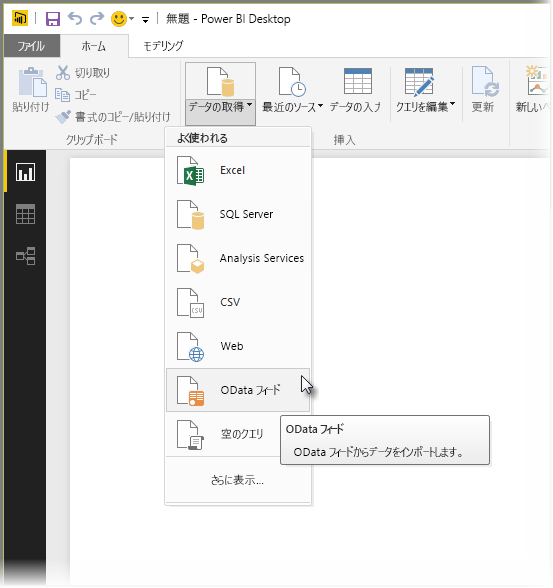 無題 - Power BI Desktop
ファイル
ホーム
モデリング
貼り付け
切り取り
コピー
書式のコピー/貼り付け
クリップボード
データの取得
最近のソース
データの入力
クエリを編集
更新
新しいペ
挿入
よく使われる
Excel
SQL Server
Analysis Services
CSV
CSV
Web
OData フィード
空のクエリ
さらに表示...
OData フィード
OData フィードからデータをインポートします。